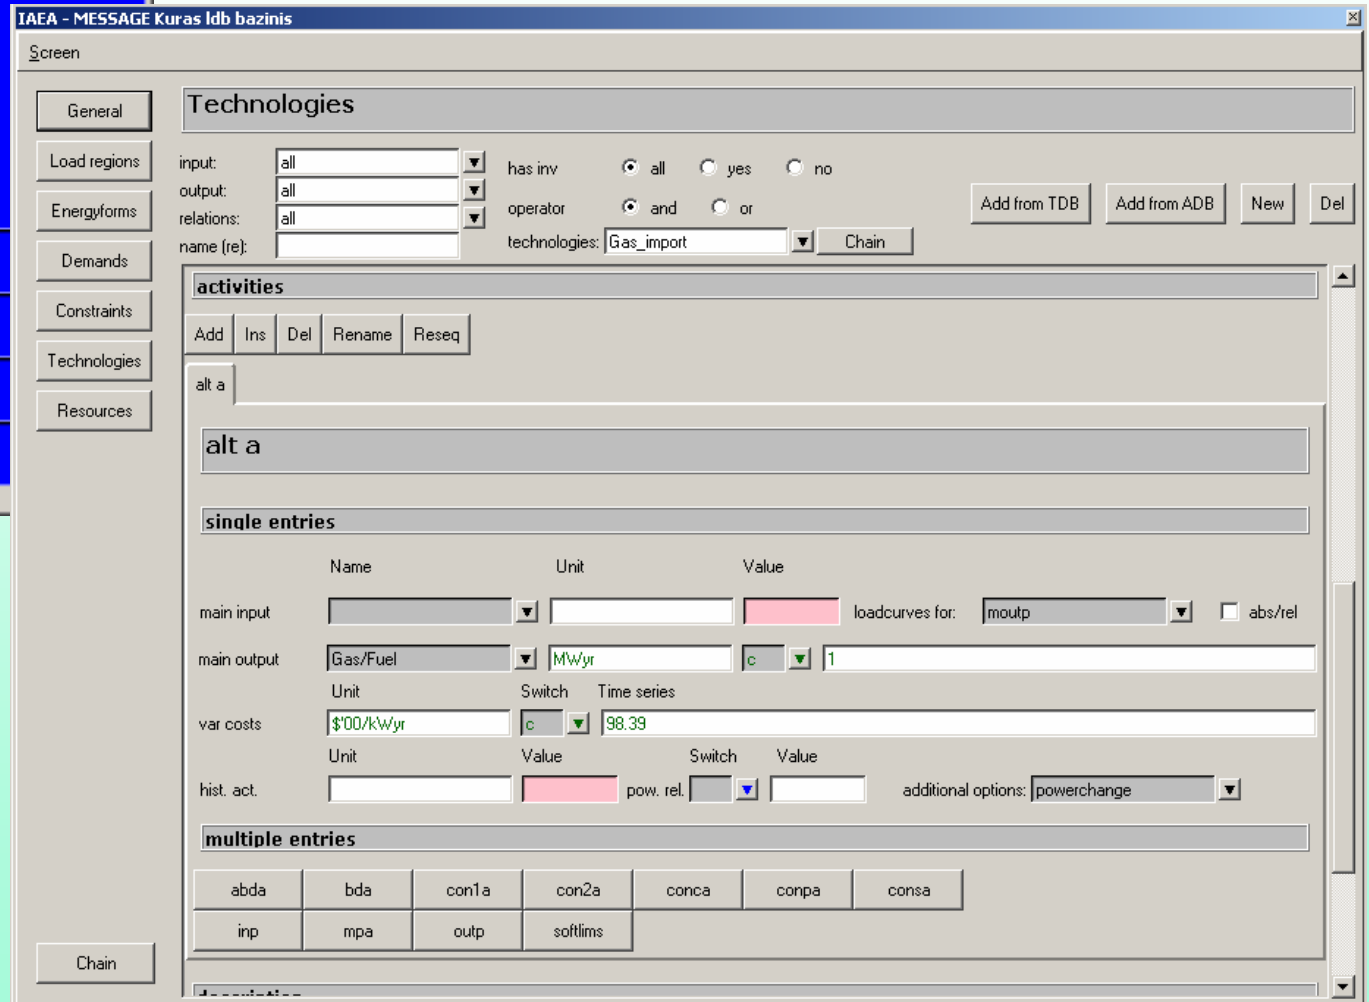 IAEA - MESSAGE Kuras ldb bazinis
Screen
General
Load regions
Energyforms
Demands
Constraints
Technologies
Resources
Chain
Technologies
input: all
output: all
relations: all
name (re):
has inv all yes no
operator and or
technologies: Gas_import Chain
Add from TDB Add from ADB New Del
activities
Add Ins Del Rename Reseq
alt a
alt a
single entries
Name Unit Value
main input loadcurves for: moutp abs/rel
main output Gas/Fuel MWyr c 1
Unit Switch Time series
var costs $'00/kWyr c 98.39
Unit Value Switch Value
hist. act. pow. rel. additional options: powerchange
multiple entries
abda bda con1a con2a conca conpa consa
inp mpa outp softlims